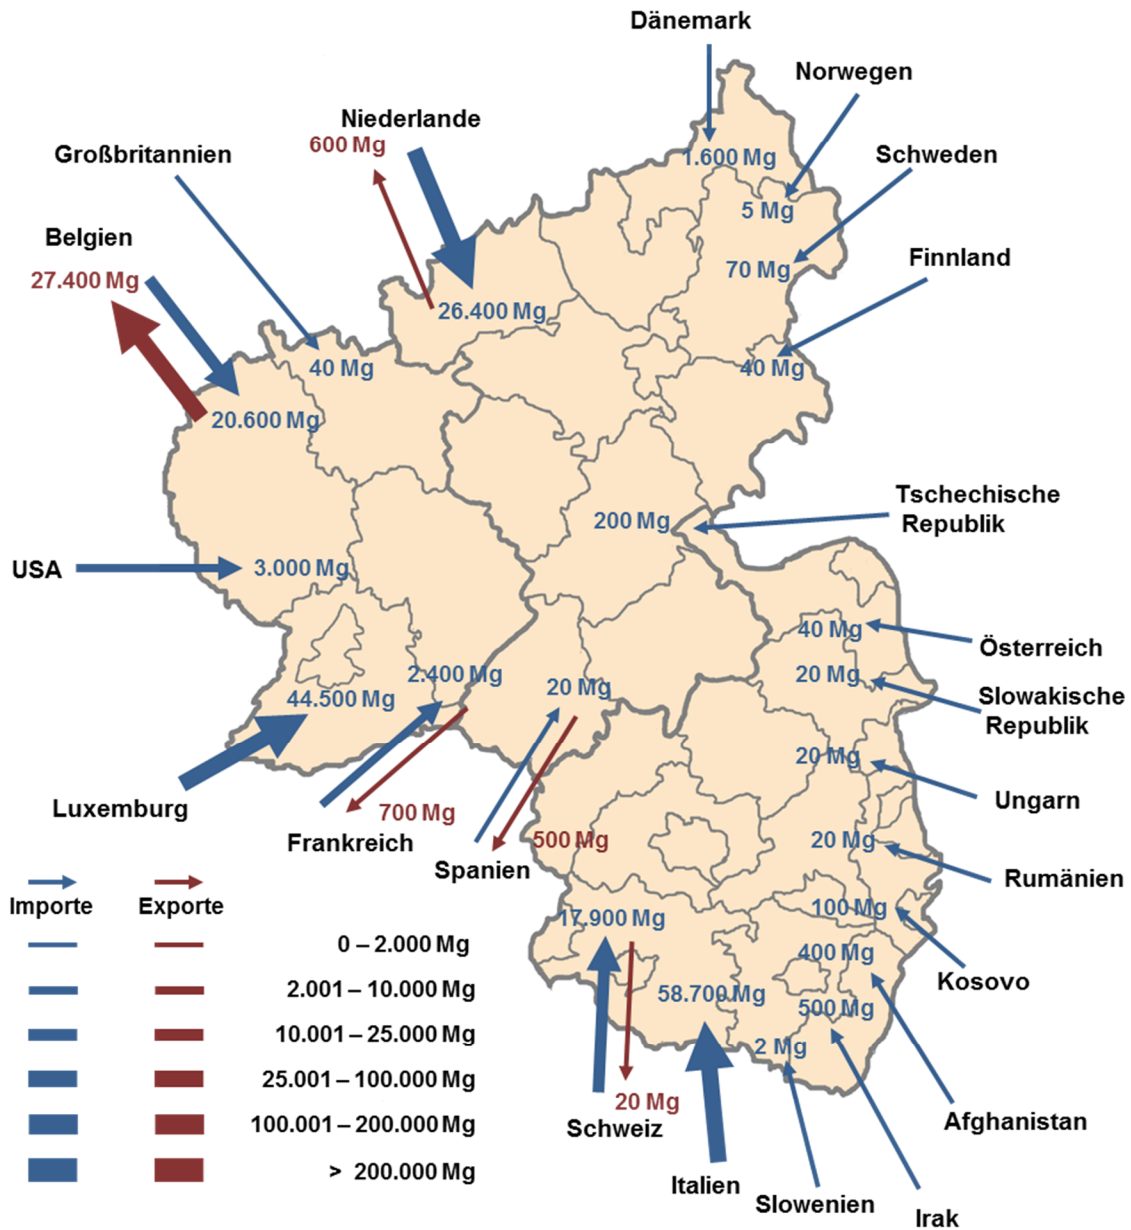 Dänemark
Norwegen
Niederlande
600 Mg
Großbritannien
1.600 Mg
Schweden
5 Mg
Belgien
27.400 Mg
70 Mg
Finnland
26.400 Mg
40 Mg
40 Mg
20.600 Mg
Tschechische
Republik
200 Mg
USA
3.000 Mg
40 Mg
Österreich
2.400 Mg
20 Mg
20 Mg
44.500 Mg
Slowakische
Republik
20 Mg
Luxemburg
Ungarn
700 Mg
Frankreich
500 Mg
20 Mg
Spanien
Rumänien
Importe
Exporte
17.900 Mg
100 Mg
0 – 2.000 Mg
400 Mg
Kosovo
2.001 – 10.000 Mg
58.700 Mg
500 Mg
10.001 – 25.000 Mg
2 Mg
25.001 – 100.000 Mg
20 Mg
100.001 – 200.000 Mg
Schweiz
Afghanistan
> 200.000 Mg
Italien
Slowenien
Irak